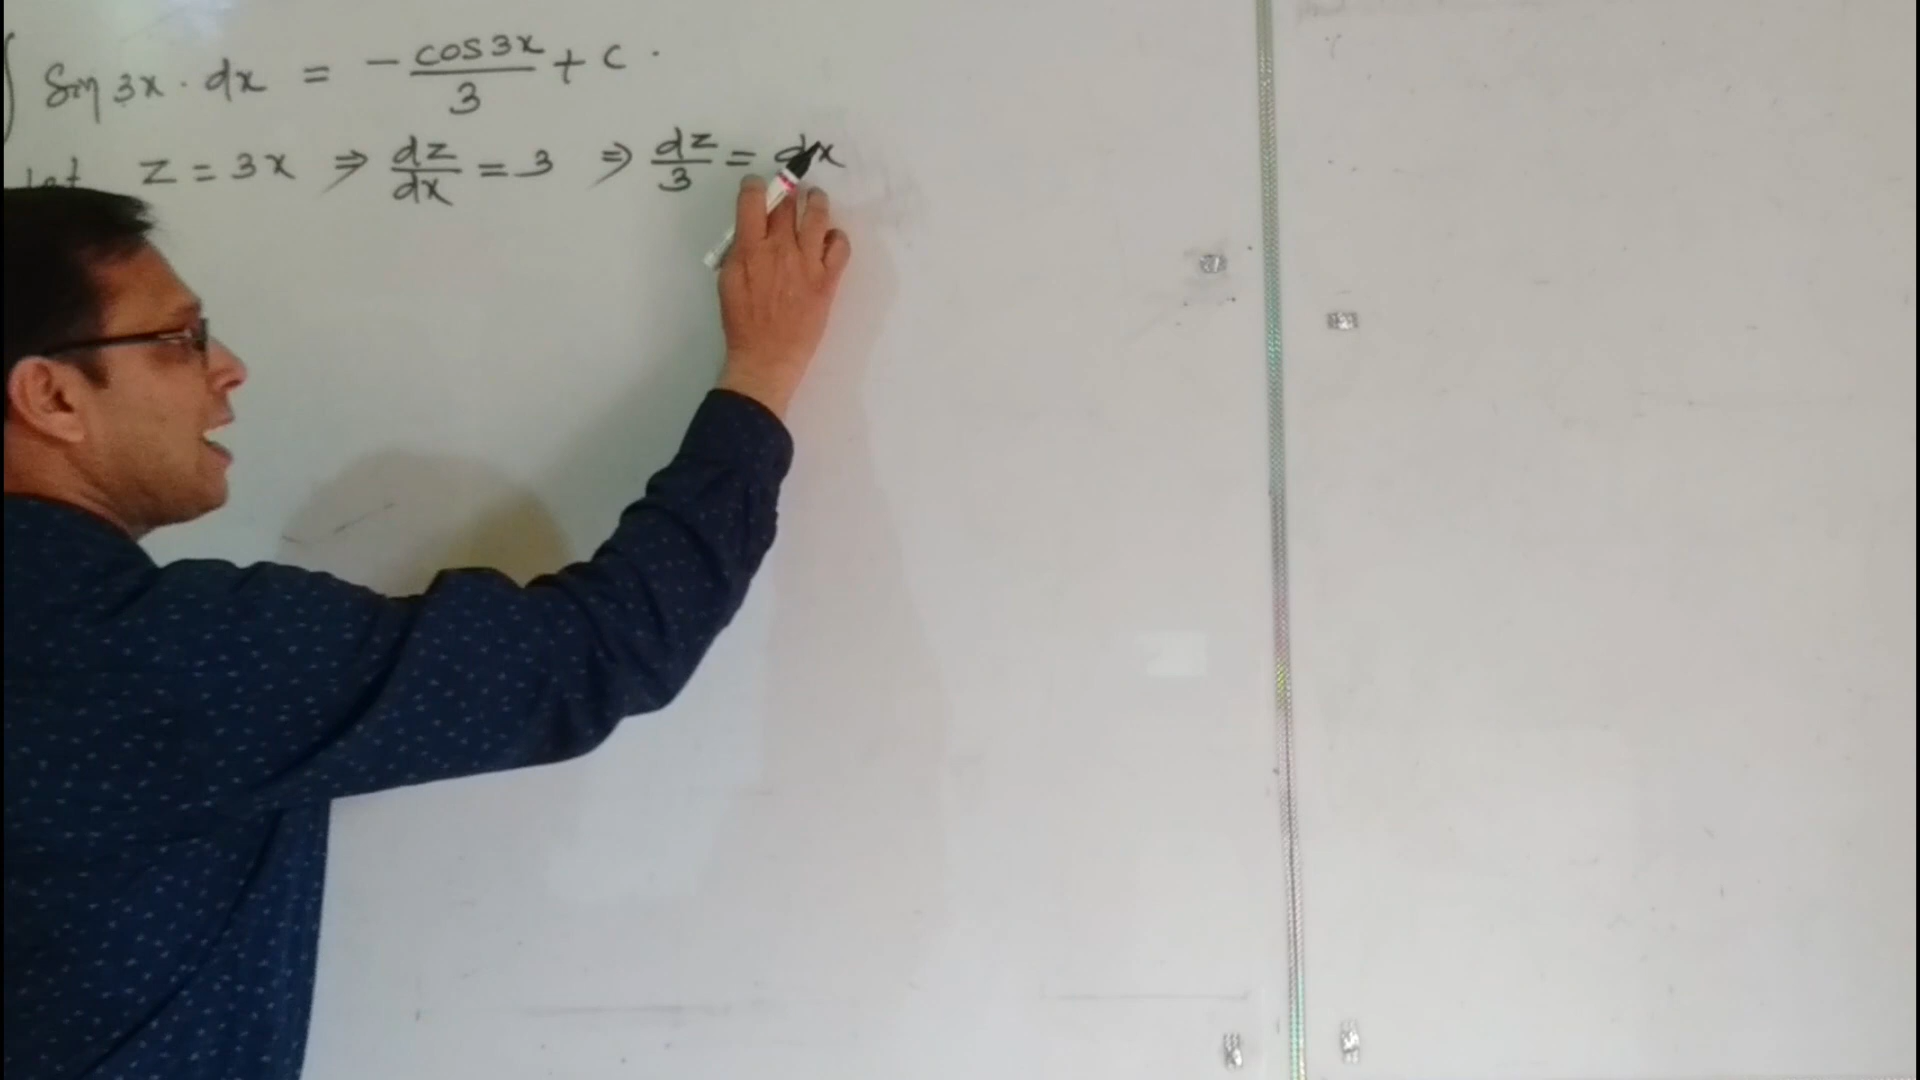 ∫ Sin 3x · dx = - cos3x/3 + c .
Let z = 3x ⇒ dz/dx = 3 ⇒ dz/3 = dx